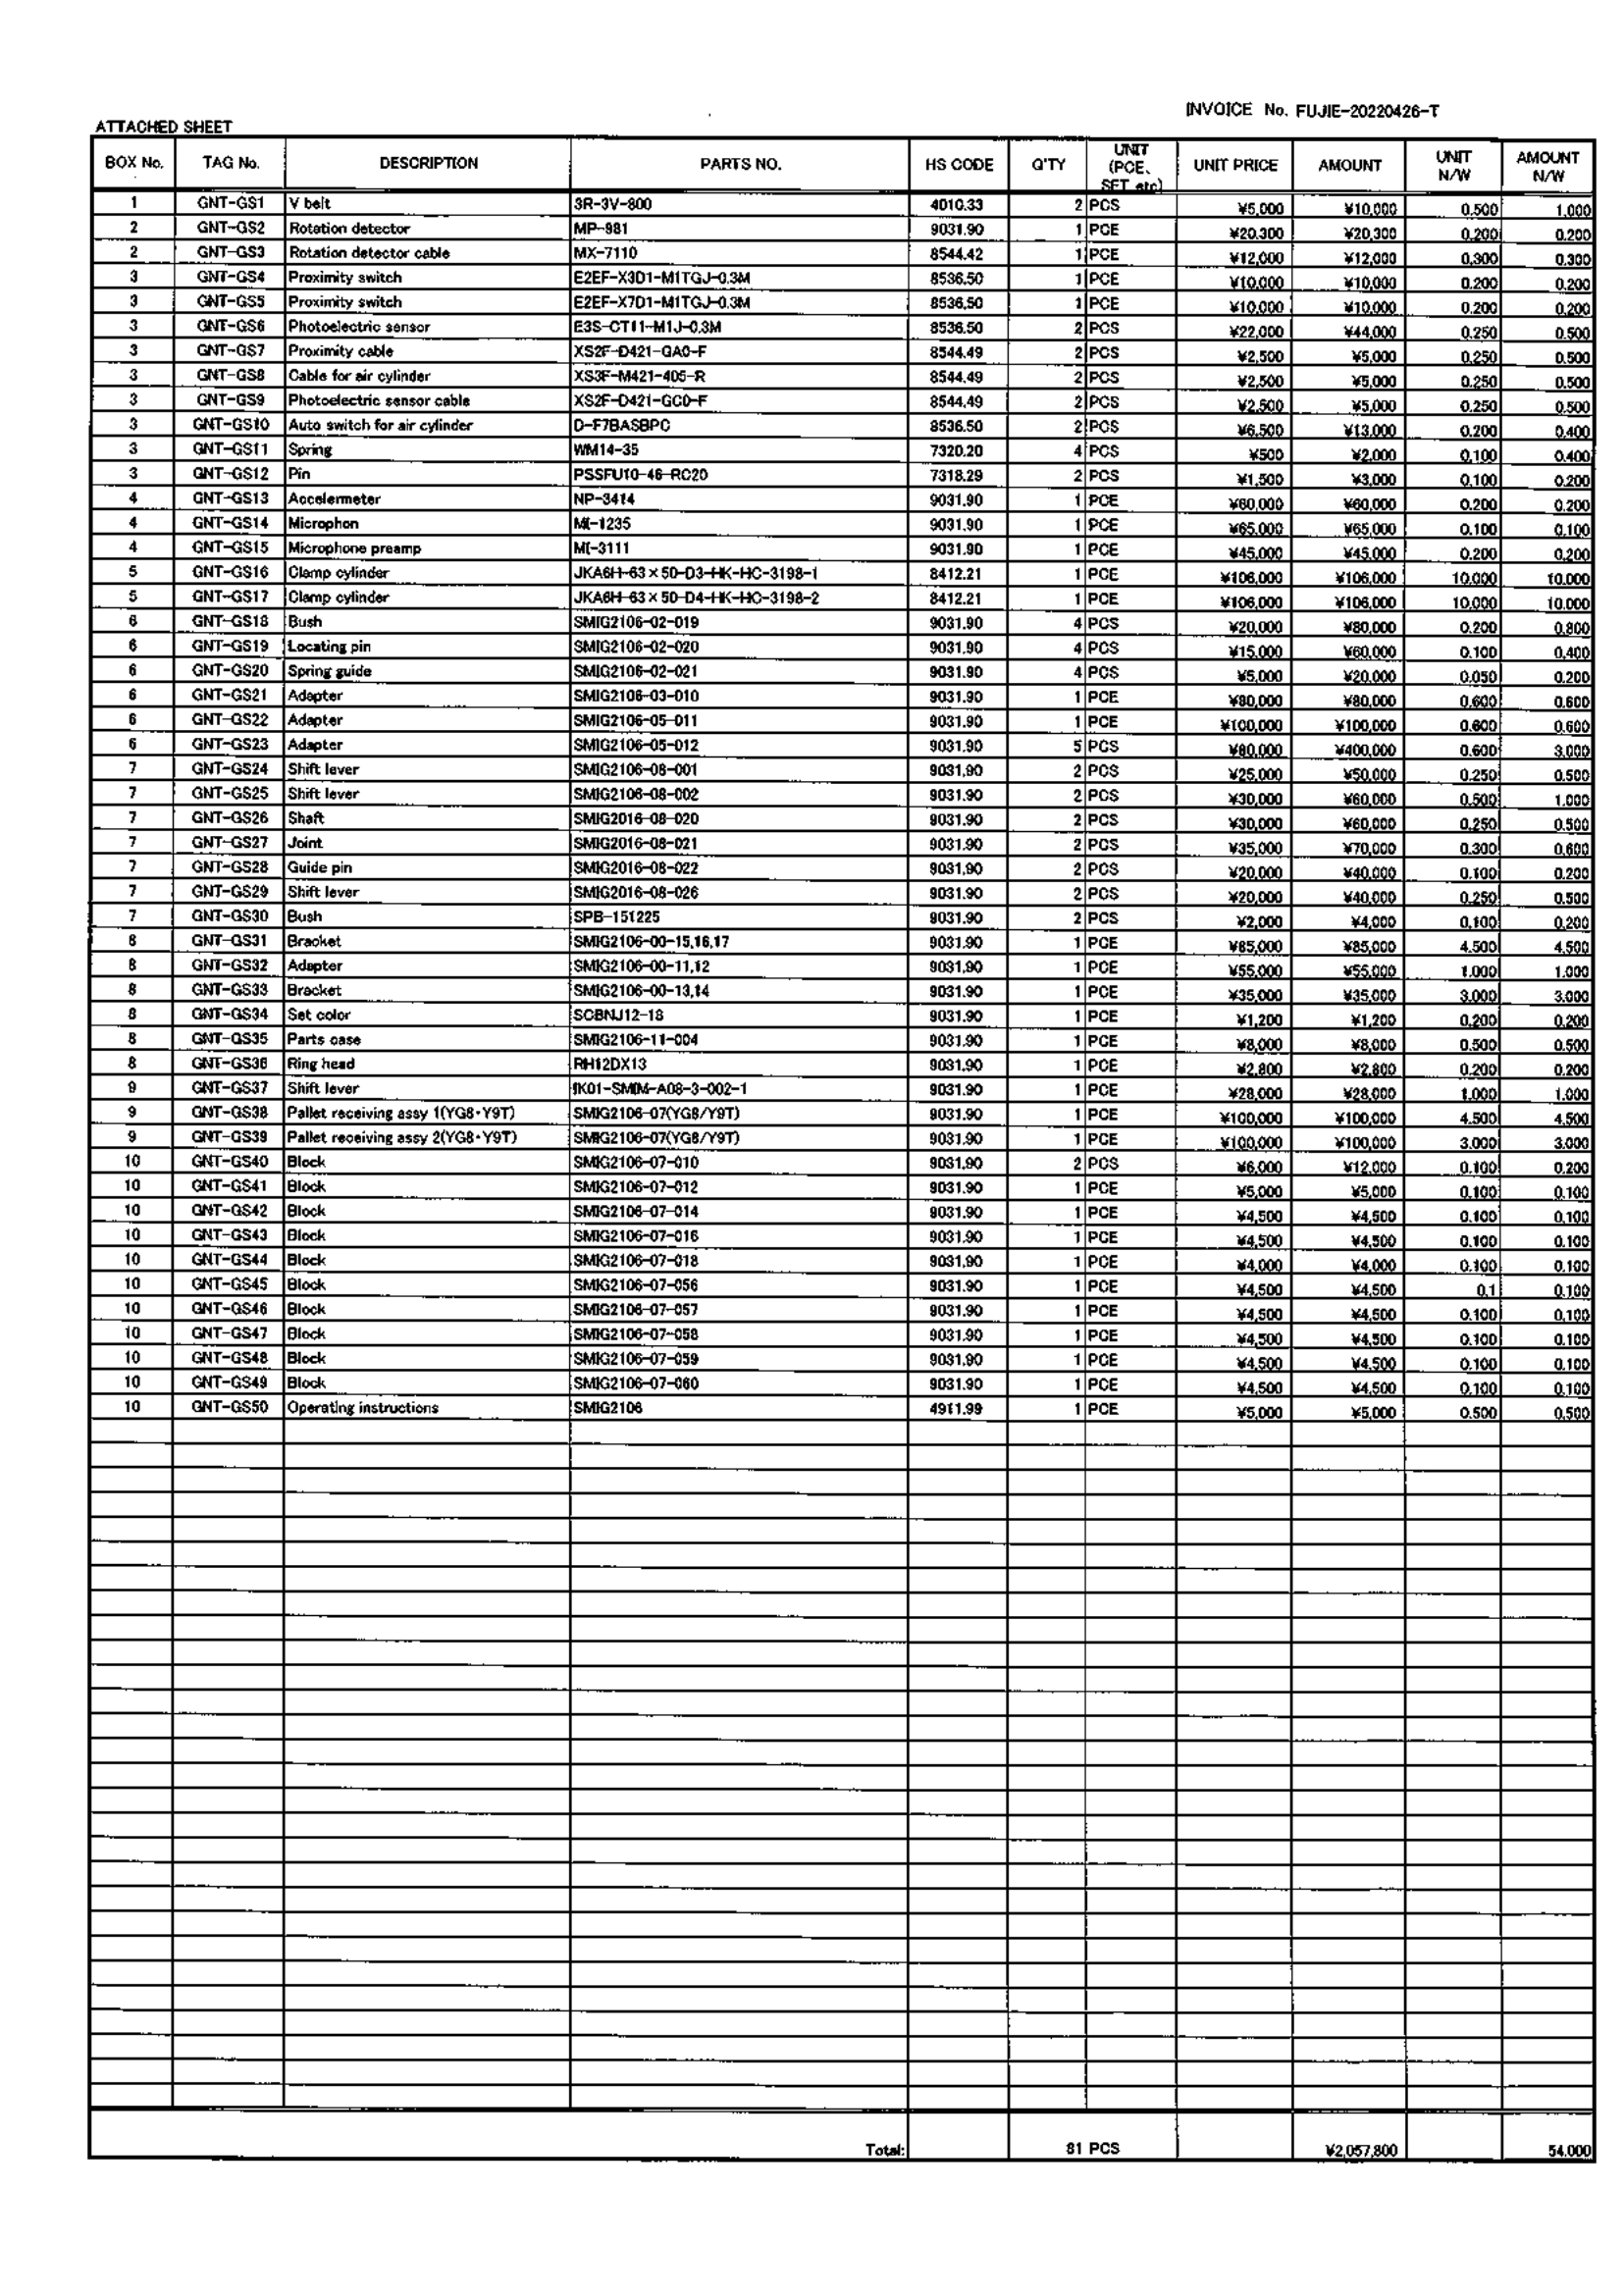 INVOICE No. FUJIE-20220426-T
ATTACHED SHEET
BOX No. TAG No. DESCRIPTION PARTS NO. HS CODE Q'TY UNIT (PCE, SET etc) UNIT PRICE AMOUNT UNIT N/W AMOUNT N/W
1 GNT-GS1 V belt 3R-3V-800 4010.33 2 PCS ¥5,000 ¥10,000 0.500 1.000
2 GNT-GS2 Rotation detector MP-981 9031.90 1 PCE ¥20,300 ¥20,300 0.200 0.200
2 GNT-GS3 Rotation detector cable MX-7110 8544.42 1 PCE ¥12,000 ¥12,000 0.300 0.300
3 GNT-GS4 Proximity switch E2EF-X3D1-M1TGJ-0.3M 8536.50 1 PCE ¥10,000 ¥10,000 0.200 0.200
3 GNT-GS5 Proximity switch E2EF-X7D1-M1TGJ-0.3M 8536.50 1 PCE ¥10,000 ¥10,000 0.200 0.200
3 GNT-GS6 Photoelectric sensor E3S-CT11-M1J-0.3M 8536.50 2 PCS ¥22,000 ¥44,000 0.250 0.500
3 GNT-GS7 Proximity cable XS2F-D421-GA0-F 8544.49 2 PCS ¥2,500 ¥5,000 0.250 0.500
3 GNT-GS8 Cable for air cylinder XS3F-M421-405-R 8544.49 2 PCS ¥2,500 ¥5,000 0.250 0.500
3 GNT-GS9 Photoelectric sensor cable XS2F-D421-GC0-F 8544.49 2 PCS ¥2,500 ¥5,000 0.250 0.500
3 GNT-GS10 Auto switch for air cylinder D-F7BASBPC 8536.50 2 PCS ¥6,500 ¥13,000 0.200 0.400
3 GNT-GS11 Spring WM14-35 7320.20 4 PCS ¥500 ¥2,000 0.100 0.400
3 GNT-GS12 Pin PSSFU10-46-RC20 7318.29 2 PCS ¥1,500 ¥3,000 0.100 0.200
4 GNT-GS13 Accelermeter NP-3414 9031.90 1 PCE ¥60,000 ¥60,000 0.200 0.200
4 GNT-GS14 Microphon MI-1235 9031.90 1 PCE ¥65,000 ¥65,000 0.100 0.100
4 GNT-GS15 Microphone preamp MI-3111 9031.90 1 PCE ¥45,000 ¥45,000 0.200 0.200
5 GNT-GS16 Clamp cylinder JKA6H-63×50-D3-HK-HC-3198-1 8412.21 1 PCE ¥106,000 ¥106,000 10.000 10.000
5 GNT-GS17 Clamp cylinder JKA6H-63×50-D4-HK-HC-3198-2 8412.21 1 PCE ¥106,000 ¥106,000 10.000 10.000
6 GNT-GS18 Bush SMIG2106-02-019 9031.90 4 PCS ¥20,000 ¥80,000 0.200 0.800
6 GNT-GS19 Locating pin SMIG2106-02-020 9031.90 4 PCS ¥15,000 ¥60,000 0.100 0.400
6 GNT-GS20 Spring guide SMIG2106-02-021 9031.90 4 PCS ¥5,000 ¥20,000 0.050 0.200
6 GNT-GS21 Adapter SMIG2106-03-010 9031.90 1 PCE ¥80,000 ¥80,000 0.600 0.600
6 GNT-GS22 Adapter SMIG2106-05-011 9031.90 1 PCE ¥100,000 ¥100,000 0.600 0.600
6 GNT-GS23 Adapter SMIG2106-05-012 9031.90 5 PCS ¥80,000 ¥400,000 0.600 3.000
7 GNT-GS24 Shift lever SMIG2106-08-001 9031.90 2 PCS ¥25,000 ¥50,000 0.250 0.500
7 GNT-GS25 Shift lever SMIG2106-08-002 9031.90 2 PCS ¥30,000 ¥60,000 0.500 1.000
7 GNT-GS26 Shaft SMIG2016-08-020 9031.90 2 PCS ¥30,000 ¥60,000 0.250 0.500
7 GNT-GS27 Joint SMIG2016-08-021 9031.90 2 PCS ¥35,000 ¥70,000 0.300 0.600
7 GNT-GS28 Guide pin SMIG2016-08-022 9031.90 2 PCS ¥20,000 ¥40,000 0.100 0.200
7 GNT-GS29 Shift lever SMIG2016-08-026 9031.90 2 PCS ¥20,000 ¥40,000 0.250 0.500
7 GNT-GS30 Bush SPB-151225 9031.90 2 PCS ¥2,000 ¥4,000 0.100 0.200
8 GNT-GS31 Bracket SMIG2106-00-15,16,17 9031.90 1 PCE ¥85,000 ¥85,000 4.500 4.500
8 GNT-GS32 Adapter SMIG2106-00-11,12 9031.90 1 PCE ¥55,000 ¥55,000 1.000 1.000
8 GNT-GS33 Bracket SMIG2106-00-13,14 9031.90 1 PCE ¥35,000 ¥35,000 3.000 3.000
8 GNT-GS34 Set color SCBNJ12-18 9031.90 1 PCE ¥1,200 ¥1,200 0.200 0.200
8 GNT-GS35 Parts case SMIG2106-11-004 9031.90 1 PCE ¥8,000 ¥8,000 0.500 0.500
8 GNT-GS36 Ring head RH12DX13 9031.90 1 PCE ¥2,800 ¥2,800 0.200 0.200
9 GNT-GS37 Shift lever IK01-SMIM-A08-3-002-1 9031.90 1 PCE ¥28,000 ¥28,000 1.000 1.000
9 GNT-GS38 Pallet receiving assy 1(YG8・Y9T) SMIG2106-07(YG8/Y9T) 9031.90 1 PCE ¥100,000 ¥100,000 4.500 4.500
9 GNT-GS39 Pallet receiving assy 2(YG8・Y9T) SMIG2106-07(YG8/Y9T) 9031.90 1 PCE ¥100,000 ¥100,000 3.000 3.000
10 GNT-GS40 Block SMIG2106-07-010 9031.90 2 PCS ¥6,000 ¥12,000 0.100 0.200
10 GNT-GS41 Block SMIG2106-07-012 9031.90 1 PCE ¥5,000 ¥5,000 0.100 0.100
10 GNT-GS42 Block SMIG2106-07-014 9031.90 1 PCE ¥4,500 ¥4,500 0.100 0.100
10 GNT-GS43 Block SMIG2106-07-016 9031.90 1 PCE ¥4,500 ¥4,500 0.100 0.100
10 GNT-GS44 Block SMIG2106-07-018 9031.90 1 PCE ¥4,000 ¥4,000 0.100 0.100
10 GNT-GS45 Block SMIG2106-07-056 9031.90 1 PCE ¥4,500 ¥4,500 0.1 0.100
10 GNT-GS46 Block SMIG2106-07-057 9031.90 1 PCE ¥4,500 ¥4,500 0.100 0.100
10 GNT-GS47 Block SMIG2106-07-058 9031.90 1 PCE ¥4,500 ¥4,500 0.100 0.100
10 GNT-GS48 Block SMIG2106-07-059 9031.90 1 PCE ¥4,500 ¥4,500 0.100 0.100
10 GNT-GS49 Block SMIG2106-07-060 9031.90 1 PCE ¥4,500 ¥4,500 0.100 0.100
10 GNT-GS50 Operating instructions SMIG2106 4911.99 1 PCE ¥5,000 ¥5,000 0.500 0.500
Total: 81 PCS ¥2,057,800 54.000